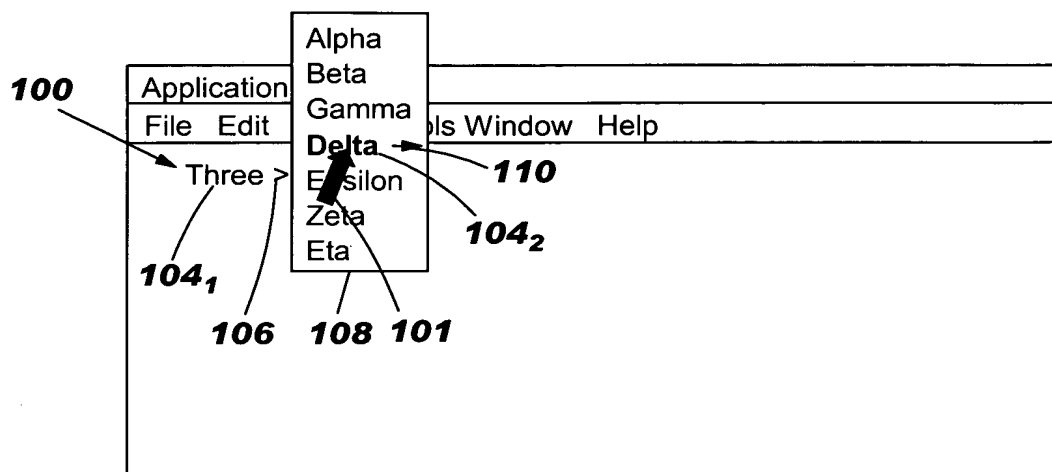 Alpha
Beta
Gamma
Delta
Epsilon
Zeta
Eta
Application
File Edit ols Window Help
Three >
100
110
104₂
104₁
106
108
101